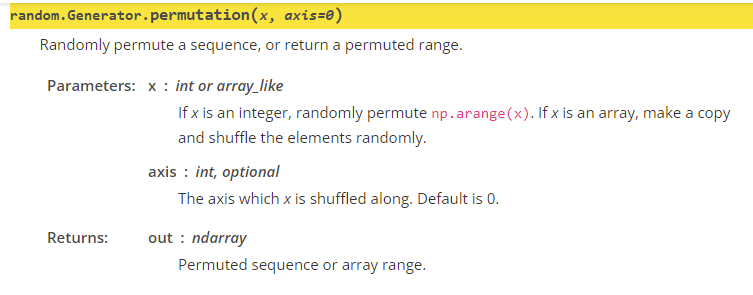 random.Generator.permutation(x, axis=0)
Randomly permute a sequence, or return a permuted range.
Parameters: x : int or array_like
If x is an integer, randomly permute np.arange(x). If x is an array, make a copy
and shuffle the elements randomly.
axis : int, optional
The axis which x is shuffled along. Default is 0.
Returns: out : ndarray
Permuted sequence or array range.